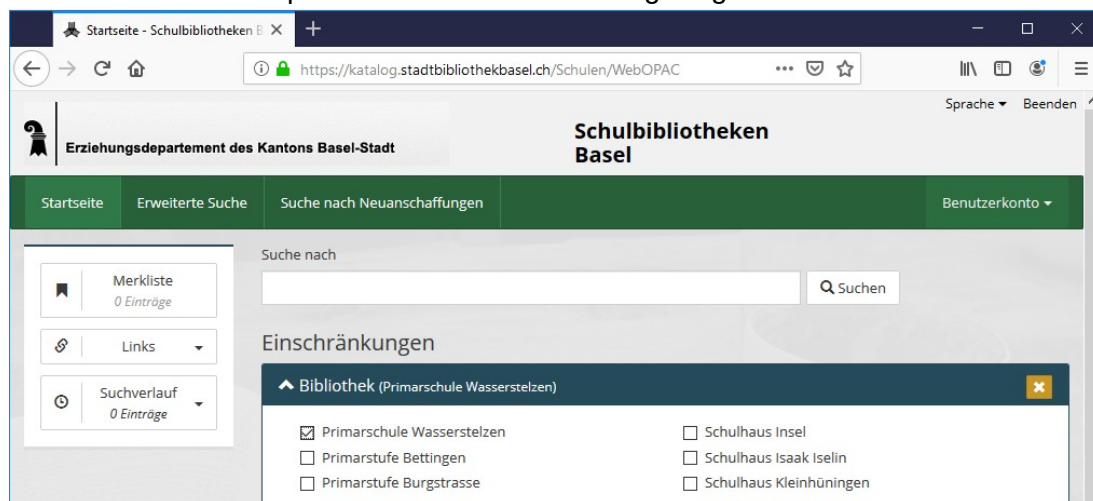 Startseite - Schulbibliotheken B
https://katalog.stadtbibliothekbasel.ch/Schulen/WebOPAC
Sprache Beenden
Erziehungsdepartement des Kantons Basel-Stadt
Schulbibliotheken
Basel
Startseite Erweiterte Suche Suche nach Neuanschaffungen Benutzerkonto
Suche nach
Merkliste
0 Einträge
Suchen
Links
Einschränkungen
Suchverlauf
0 Einträge
Bibliothek (Primarschule Wasserstelzen)
Primarschule Wasserstelzen Schulhaus Insel
Primarstufe Bettingen Schulhaus Isaak Iselin
Primarstufe Burgstrasse Schulhaus Kleinhüningen